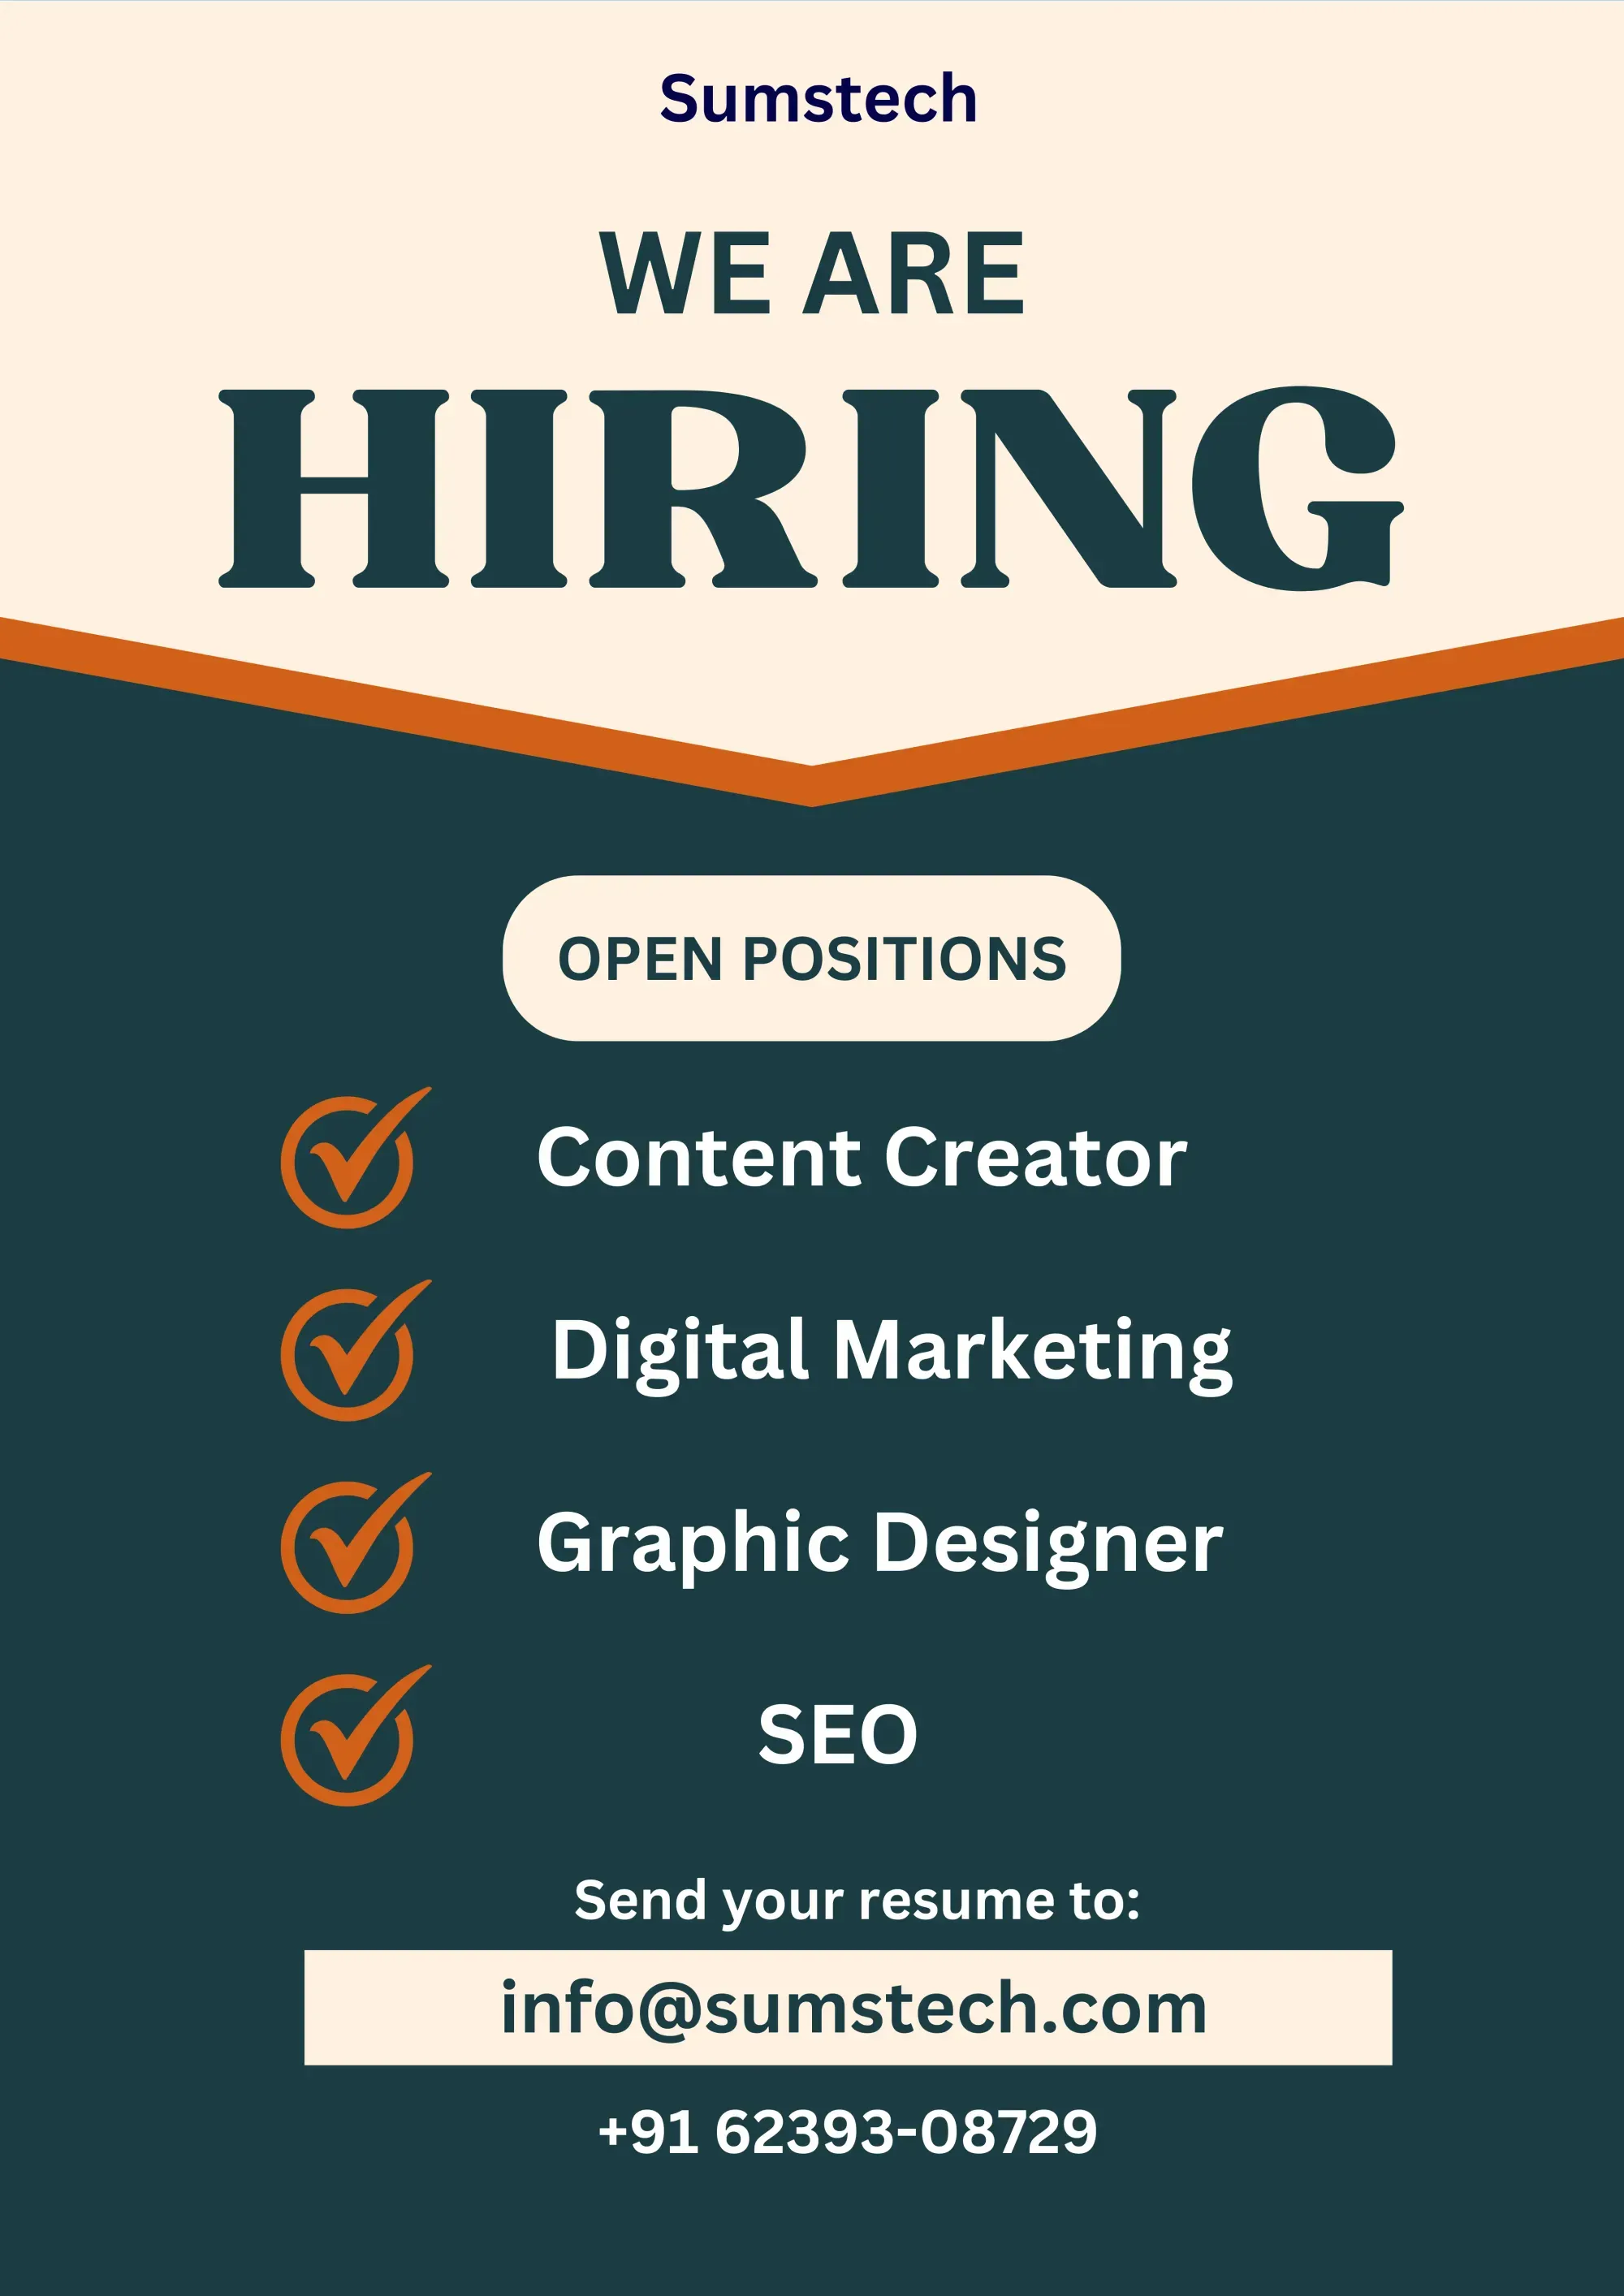 Sumstech
WE ARE
HIRING
OPEN POSITIONS
Content Creator
Digital Marketing
Graphic Designer
SEO
Send your resume to:
info@sumstech.com
+91 62393-08729